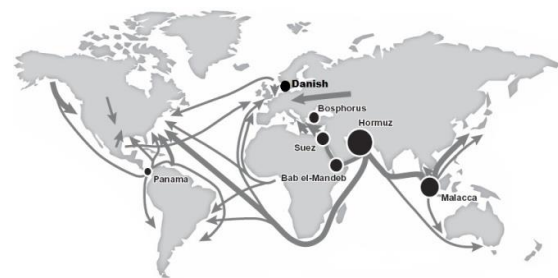 Danish
Bosphorus
Hormuz
Suez
Bab el-Mandeb
Panama
Malacca